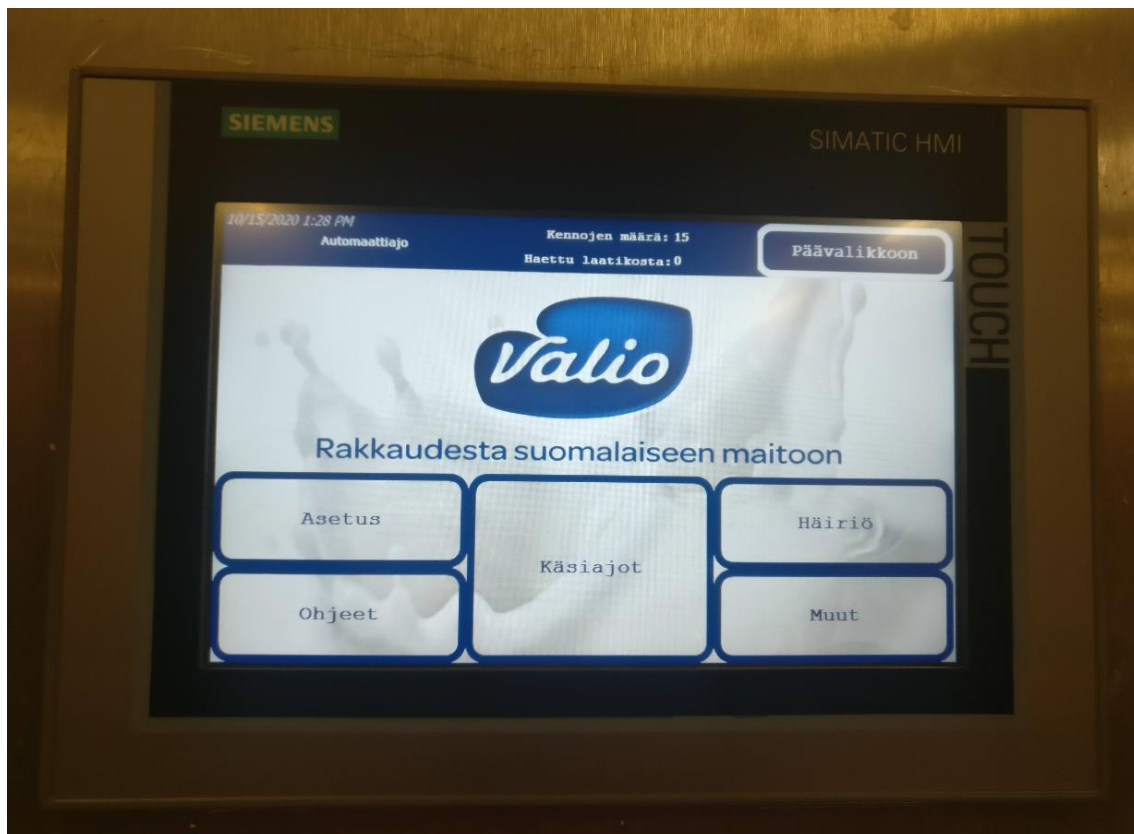 SIEMENS
SIMATIC HMI
TOUCH
10/15/2020 1:28 PM
Automaattiajo
Kennojen määrä: 15
Haettu laatikosta:0
Päävalikkoon
Valio
Rakkaudesta suomalaiseen maitoon
Asetus
Käsiajot
Häiriö
Ohjeet
Muut